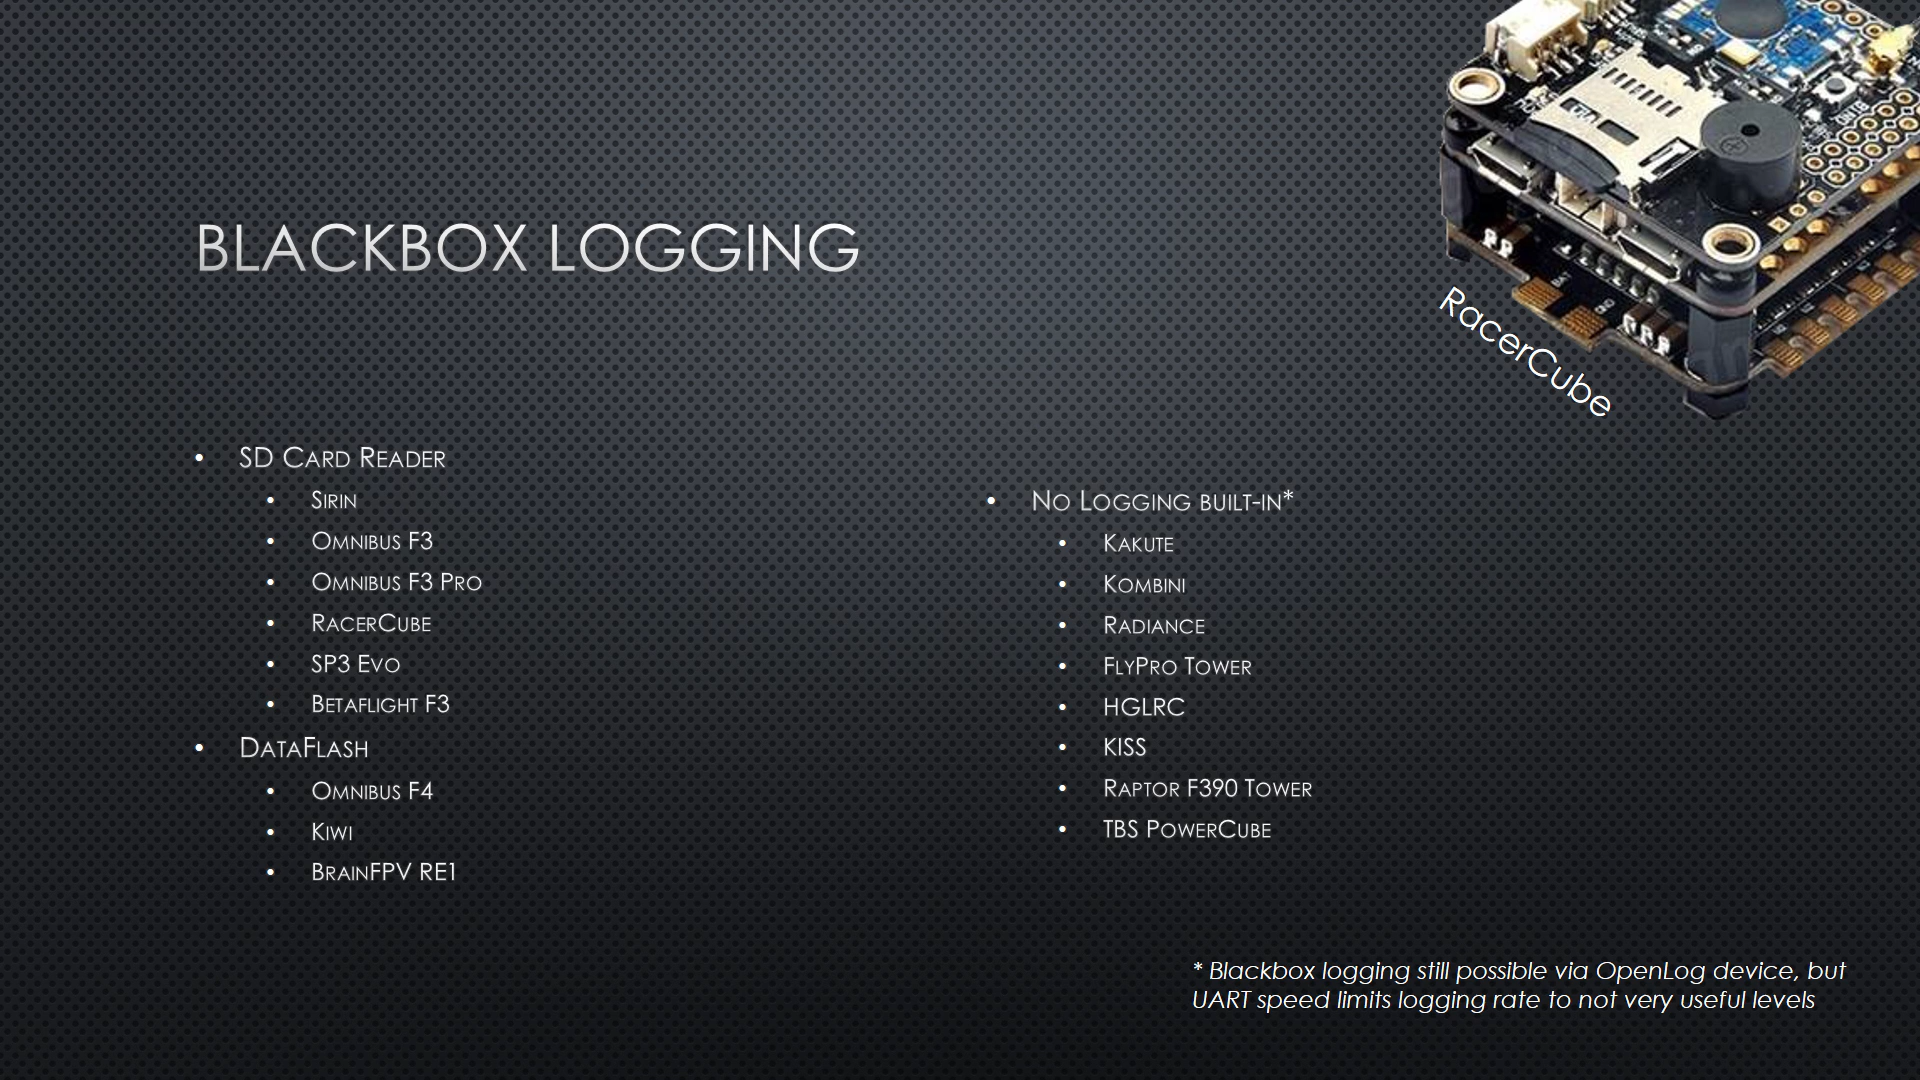 BLACKBOX LOGGING
RacerCube
• SD Card Reader
• Sirin
• Omnibus F3
• Omnibus F3 Pro
• RacerCube
• SP3 Evo
• Betaflight F3
• DataFlash
• Omnibus F4
• Kiwi
• BrainFPV RE1
• No Logging built-in*
• Kakute
• Kombini
• Radiance
• FlyPro Tower
• HGLRC
• KISS
• Raptor F390 Tower
• TBS PowerCube
* Blackbox logging still possible via OpenLog device, but
UART speed limits logging rate to not very useful levels